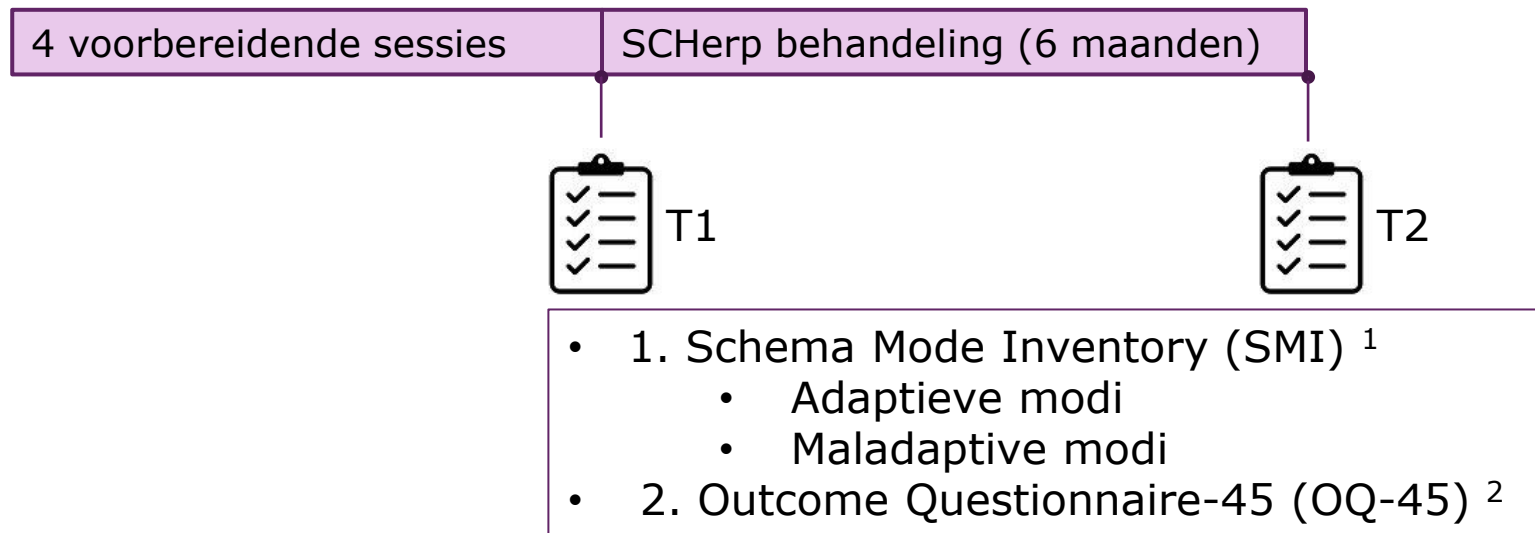 4 voorbereidende sessies SCHerp behandeling (6 maanden)
T1 T2
• 1. Schema Mode Inventory (SMI) ¹
• Adaptieve modi
• Maladaptive modi
• 2. Outcome Questionnaire-45 (OQ-45) ²